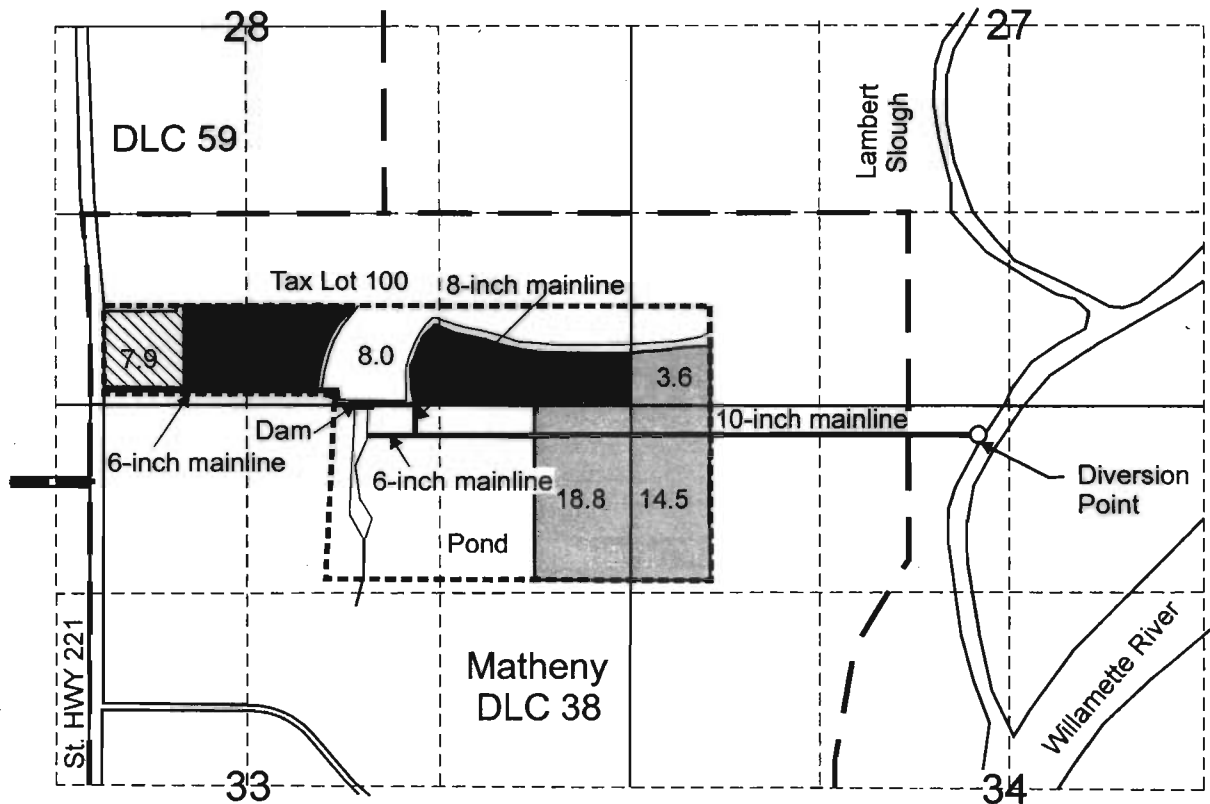 28
27
DLC 59
Lambert
Slough
Tax Lot 100
8-inch mainline
7.9
8.0
3.6
Dam
10-inch mainline
6-inch mainline
6-inch mainline
Diversion
Point
18.8
14.5
Pond
St. HWY 221
Matheny
DLC 38
Willamette River
33
34